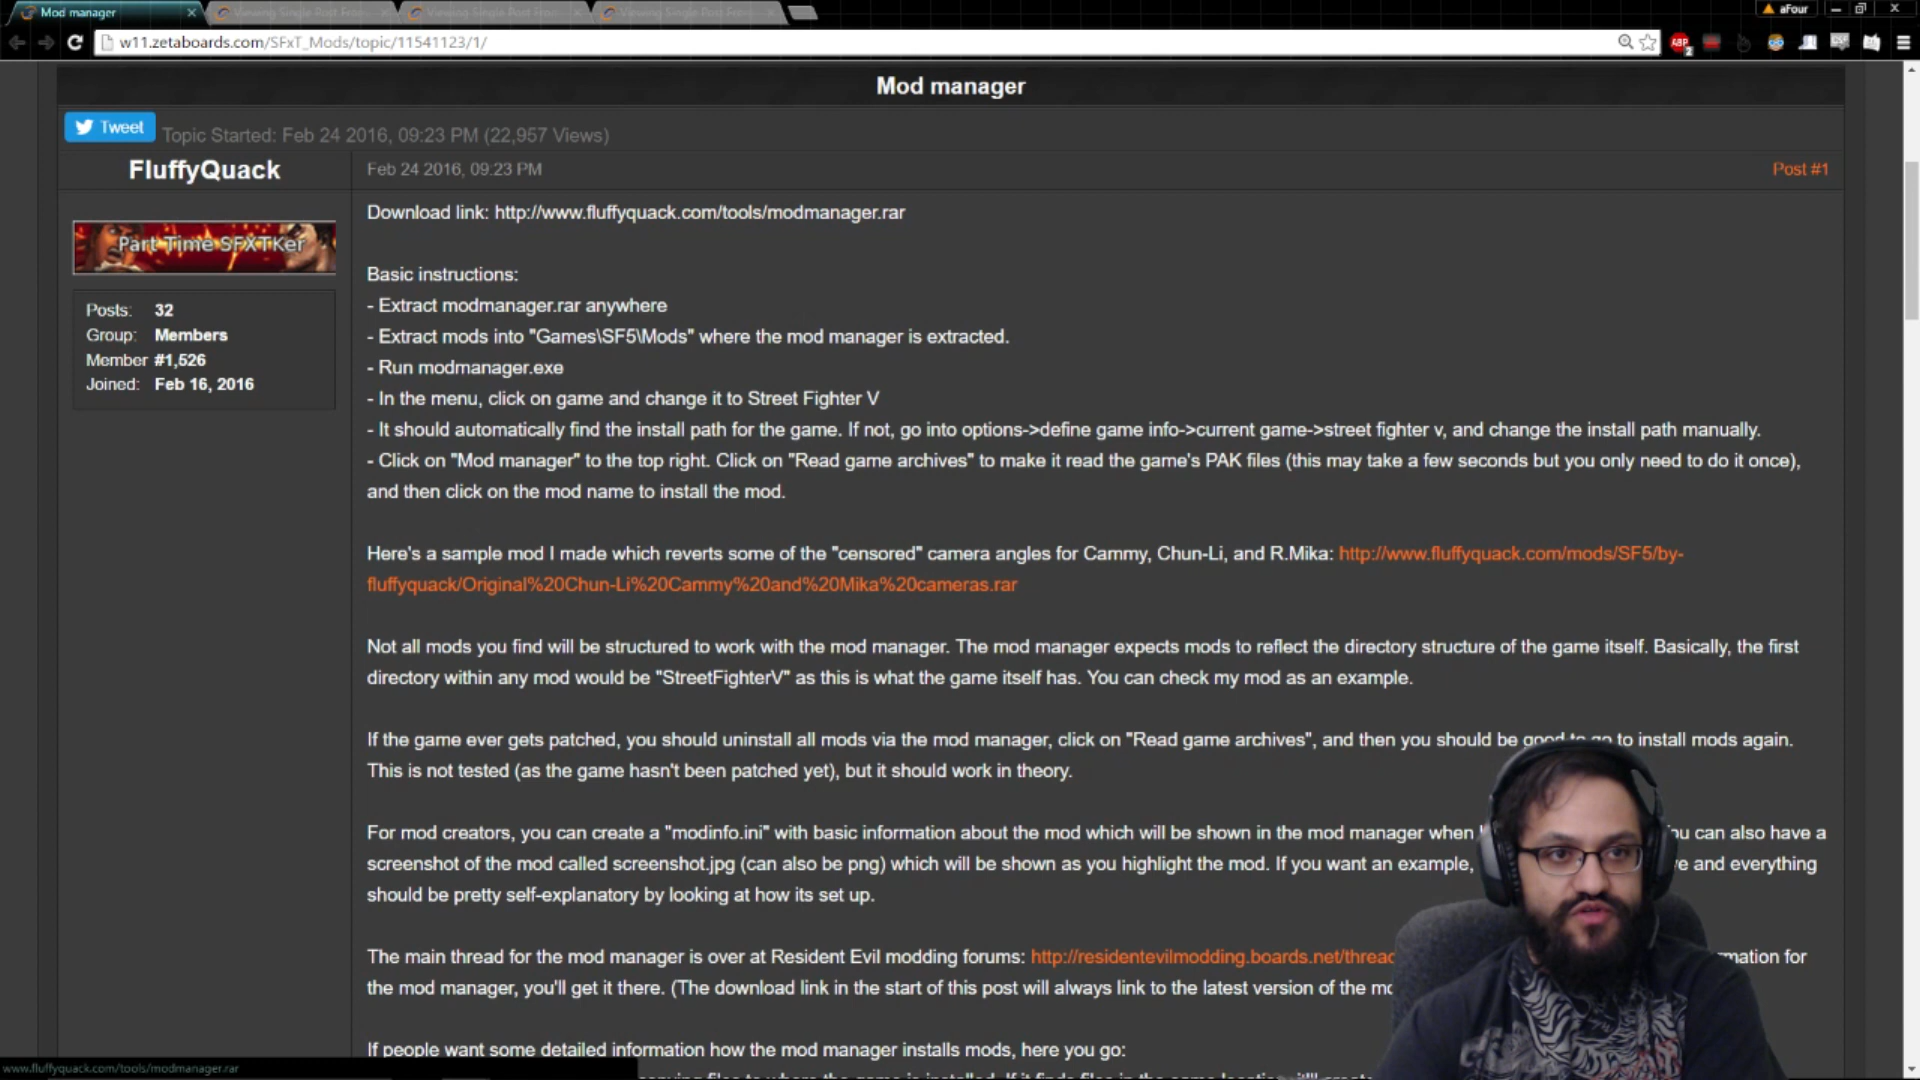 Mod manager
Viewing Single Post From
Viewing Single Post From
Viewing Single Post From
aFour
w11.zetaboards.com/SFxT_Mods/topic/11541123/1/
ABP
2
Mod manager
Tweet
Topic Started: Feb 24 2016, 09:23 PM (22,957 Views)
FluffyQuack
Feb 24 2016, 09:23 PM
Post #1
Part Time SFXTKer
Posts: 32
Group: Members
Member #1,526
Joined: Feb 16, 2016
Download link: http://www.fluffyquack.com/tools/modmanager.rar
Basic instructions:
- Extract modmanager.rar anywhere
- Extract mods into "Games\SF5\Mods" where the mod manager is extracted.
- Run modmanager.exe
- In the menu, click on game and change it to Street Fighter V
- It should automatically find the install path for the game. If not, go into options->define game info->current game->street fighter v, and change the install path manually.
- Click on "Mod manager" to the top right. Click on "Read game archives" to make it read the game's PAK files (this may take a few seconds but you only need to do it once),
and then click on the mod name to install the mod.
Here's a sample mod I made which reverts some of the "censored" camera angles for Cammy, Chun-Li, and R.Mika: http://www.fluffyquack.com/mods/SF5/by-
fluffyquack/Original%20Chun-Li%20Cammy%20and%20Mika%20cameras.rar
Not all mods you find will be structured to work with the mod manager. The mod manager expects mods to reflect the directory structure of the game itself. Basically, the first
directory within any mod would be "StreetFighterV" as this is what the game itself has. You can check my mod as an example.
If the game ever gets patched, you should uninstall all mods via the mod manager, click on "Read game archives", and then you should be good to go to install mods again.
This is not tested (as the game hasn't been patched yet), but it should work in theory.
For mod creators, you can create a "modinfo.ini" with basic information about the mod which will be shown in the mod manager when can also have a
screenshot of the mod called screenshot.jpg (can also be png) which will be shown as you highlight the mod. If you want an example, and everything
should be pretty self-explanatory by looking at how its set up.
The main thread for the mod manager is over at Resident Evil modding forums: http://residentevilmodding.boards.net/threa for
the mod manager, you'll get it there. (The download link in the start of this post will always link to the latest version of the
If people want some detailed information how the mod manager installs mods, here you go:
www.fluffyquack.com/tools/modmanager.rar